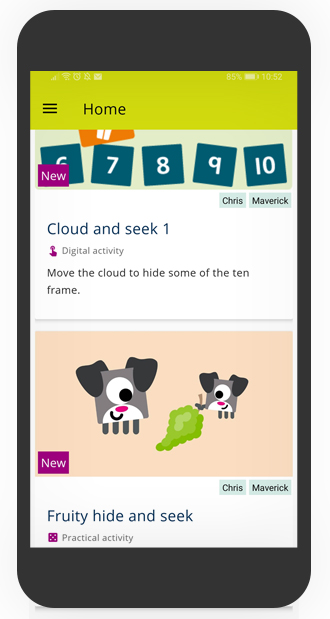 85% 10:52
Home
6 7 8 9 10
New
Chris Maverick
Cloud and seek 1
Digital activity
Move the cloud to hide some of the ten
frame.
New
Chris Maverick
Fruity hide and seek
Practical activity